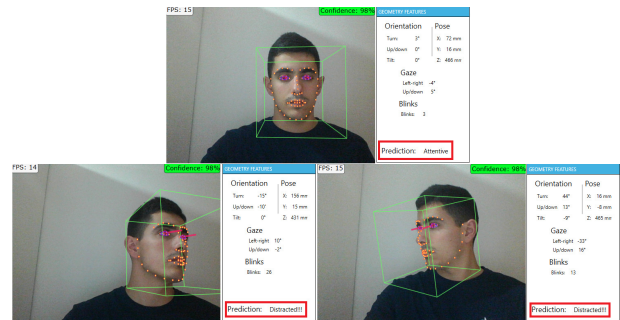 FPS: 15
Confidence: 98%
GEOMETRY FEATURES
Orientation Pose
Turn: 3° X: 72 mm
Up/down 0° Y: 16 mm
Tilt: 0° Z: 466 mm
Gaze
Left-right -4°
Up/down 5°
Blinks
Blinks: 3
Prediction: Attentive
FPS: 14
Confidence: 98%
GEOMETRY FEATURES
Orientation Pose
Turn: -15° X: 156 mm
Up/down -10° Y: 15 mm
Tilt: 0° Z: 431 mm
Gaze
Left-right 10°
Up/down -2°
Blinks
Blinks: 26
Prediction: Distracted!!!
FPS: 15
Confidence: 98%
GEOMETRY FEATURES
Orientation Pose
Turn: 44° X: 16 mm
Up/down 13° Y: -8 mm
Tilt: -9° Z: 465 mm
Gaze
Left-right -33°
Up/down 16°
Blinks
Blinks: 13
Prediction: Distracted!!!